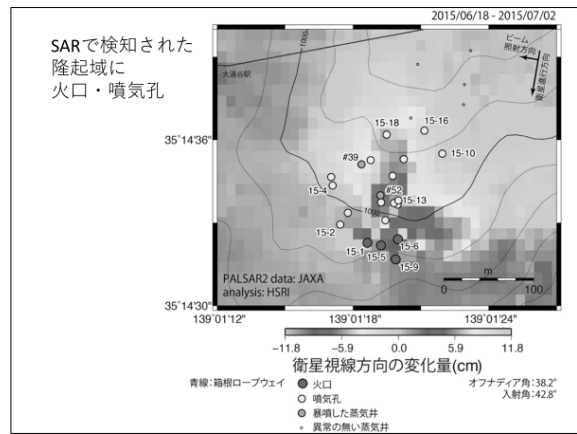 2015/06/18 - 2015/07/02
SARで検知された
隆起域に
火口・噴気孔
ビーム
照射方向
衛星進行方向
1000
大涌谷駅
15-18
15-16
35°14'36
15-10
#39
15-4
#52
15-13
1000
15-2
15-1
15-5
15-6
15-9
PALSAR2 data: JAXA
analysis: HSRI
m
0
100
35°14'30
139°01'12
139°01'18
139°01'24
−11.8
−5.9
0.0
5.9
11.8
衛星視線方向の変化量(cm)
青線:箱根ロープウェイ
火口
噴気孔
暴噴した蒸気井
異常の無い蒸気井
オフナディア角:38.2°
入射角:42.8°